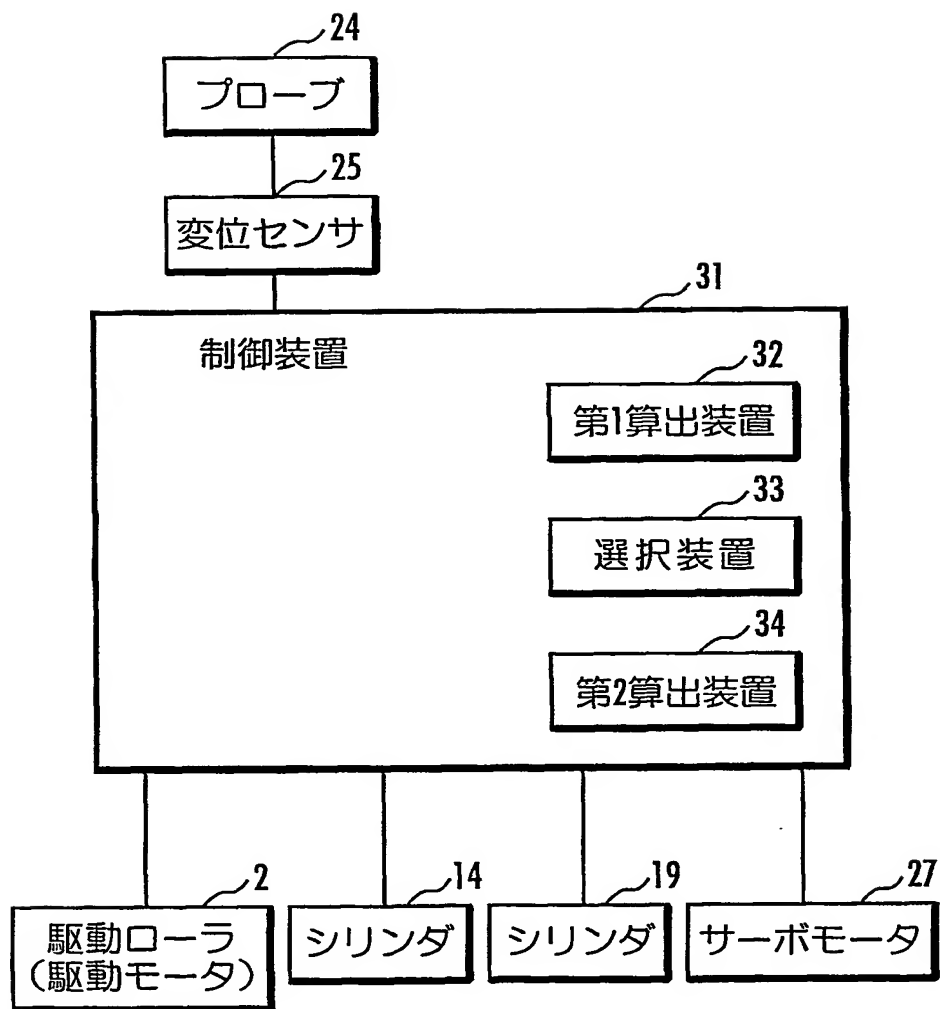 24
プローブ
25
変位センサ
31
制御装置
32
第1算出装置
33
選択装置
34
第2算出装置
2
駆動ローラ
(駆動モータ)
14
シリンダ
19
シリンダ
27
サーボモータ